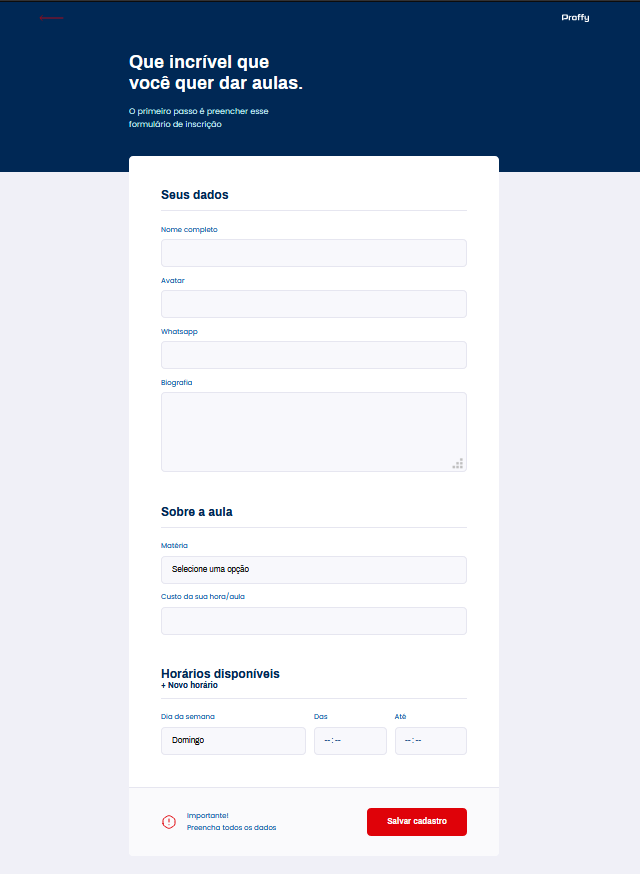 Proffy
Que incrível que
você quer dar aulas.
O primeiro passo é preencher esse
formulário de inscrição
Seus dados
Nome completo
Avatar
Whatsapp
Biografia
Sobre a aula
Matéria
Selecione uma opção
Custo da sua hora/aula
Horários disponíveis
+ Novo horário
Dia da semana Das Até
Domingo --:-- --:--
Importante!
Preencha todos os dados
Salvar cadastro